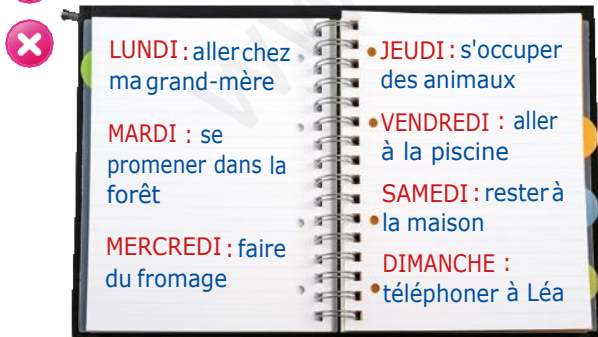 LUNDI : aller chez
ma grand-mère
MARDI : se
promener dans la
forêt
MERCREDI : faire
du fromage
JEUDI : s'occuper
des animaux
VENDREDI : aller
à la piscine
SAMEDI : rester à
la maison
DIMANCHE :
téléphoner à Léa